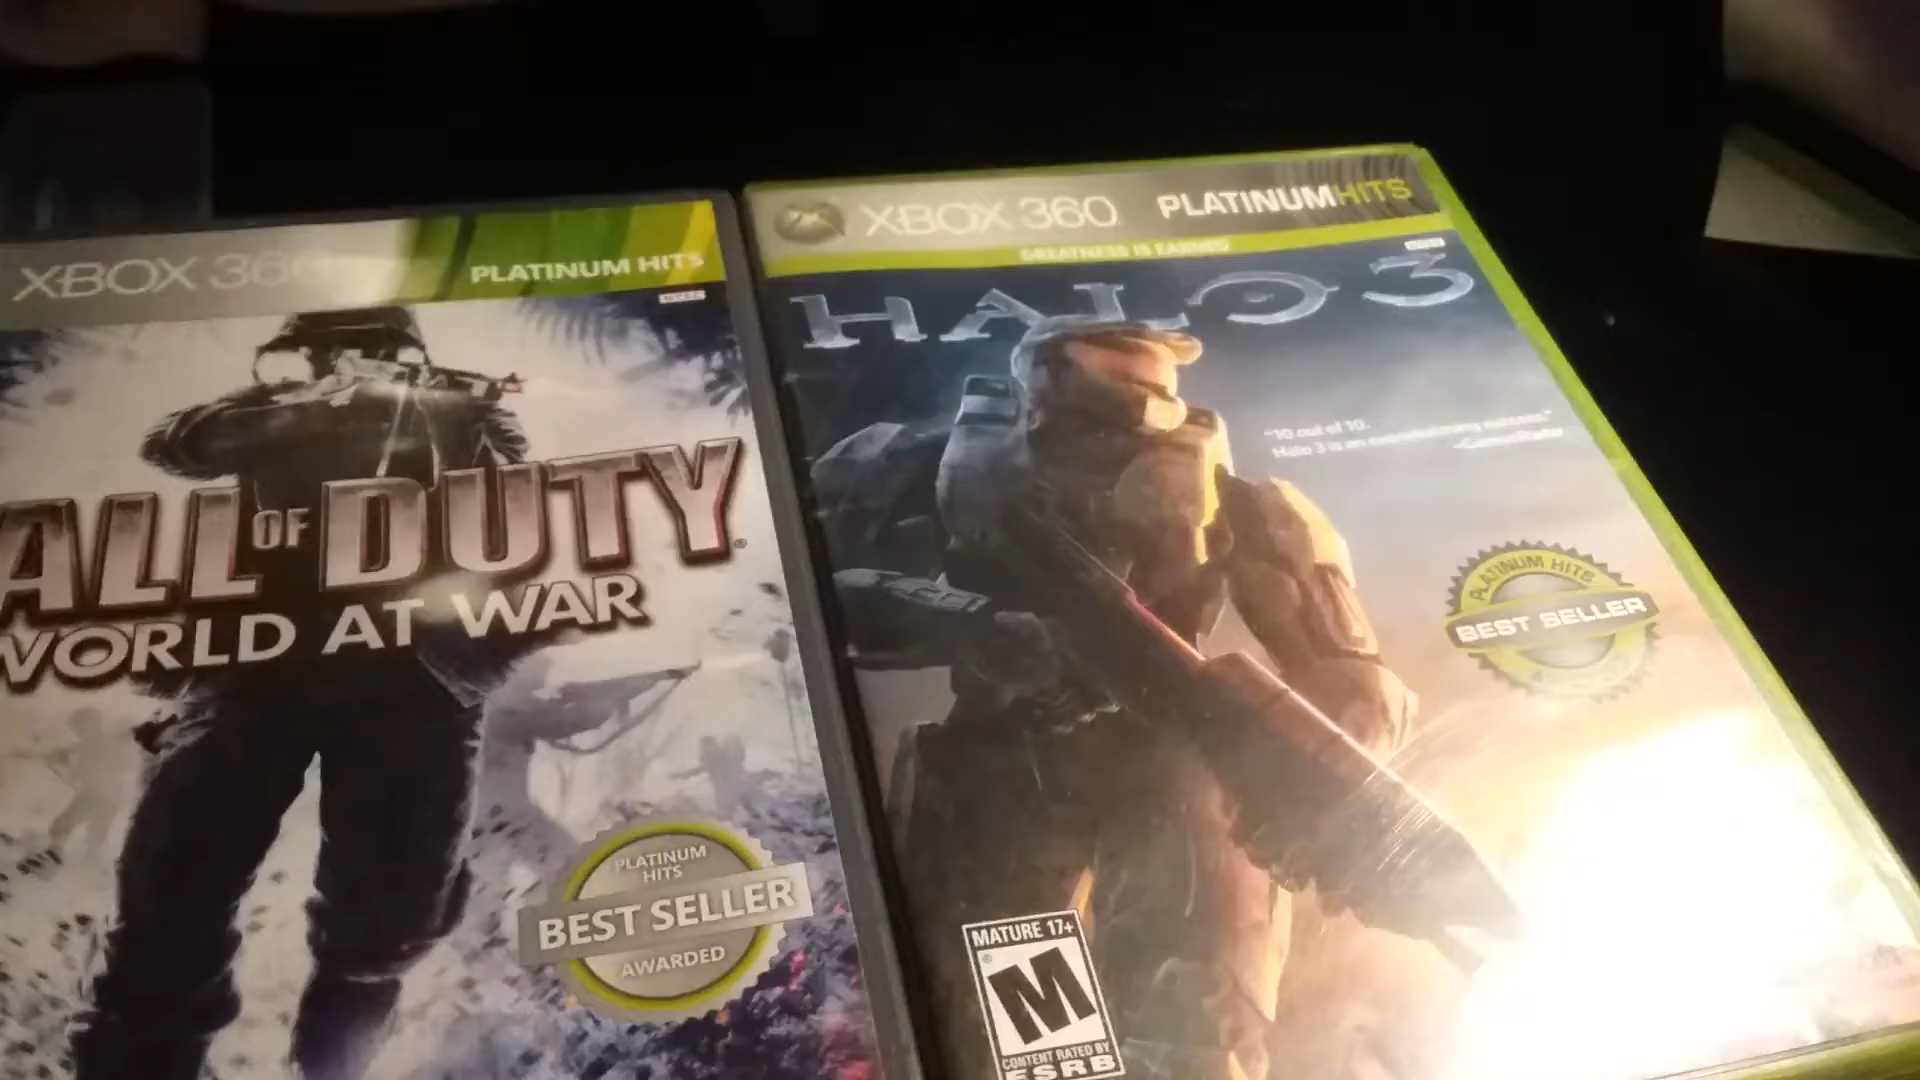 XBOX 360
PLATINUM HITS
NTSC
ALL OF DUTY
WORLD AT WAR
PLATINUM
HITS
BEST SELLER
AWARDED
XBOX 360
PLATINUMHITS
GREATNESS IS EARNED
HALO 3
"10 out of 10.
Halo 3 is an
PLATINUM HITS
BEST SELLER
MATURE 17+
M
CONTENT RATED BY
ESRB